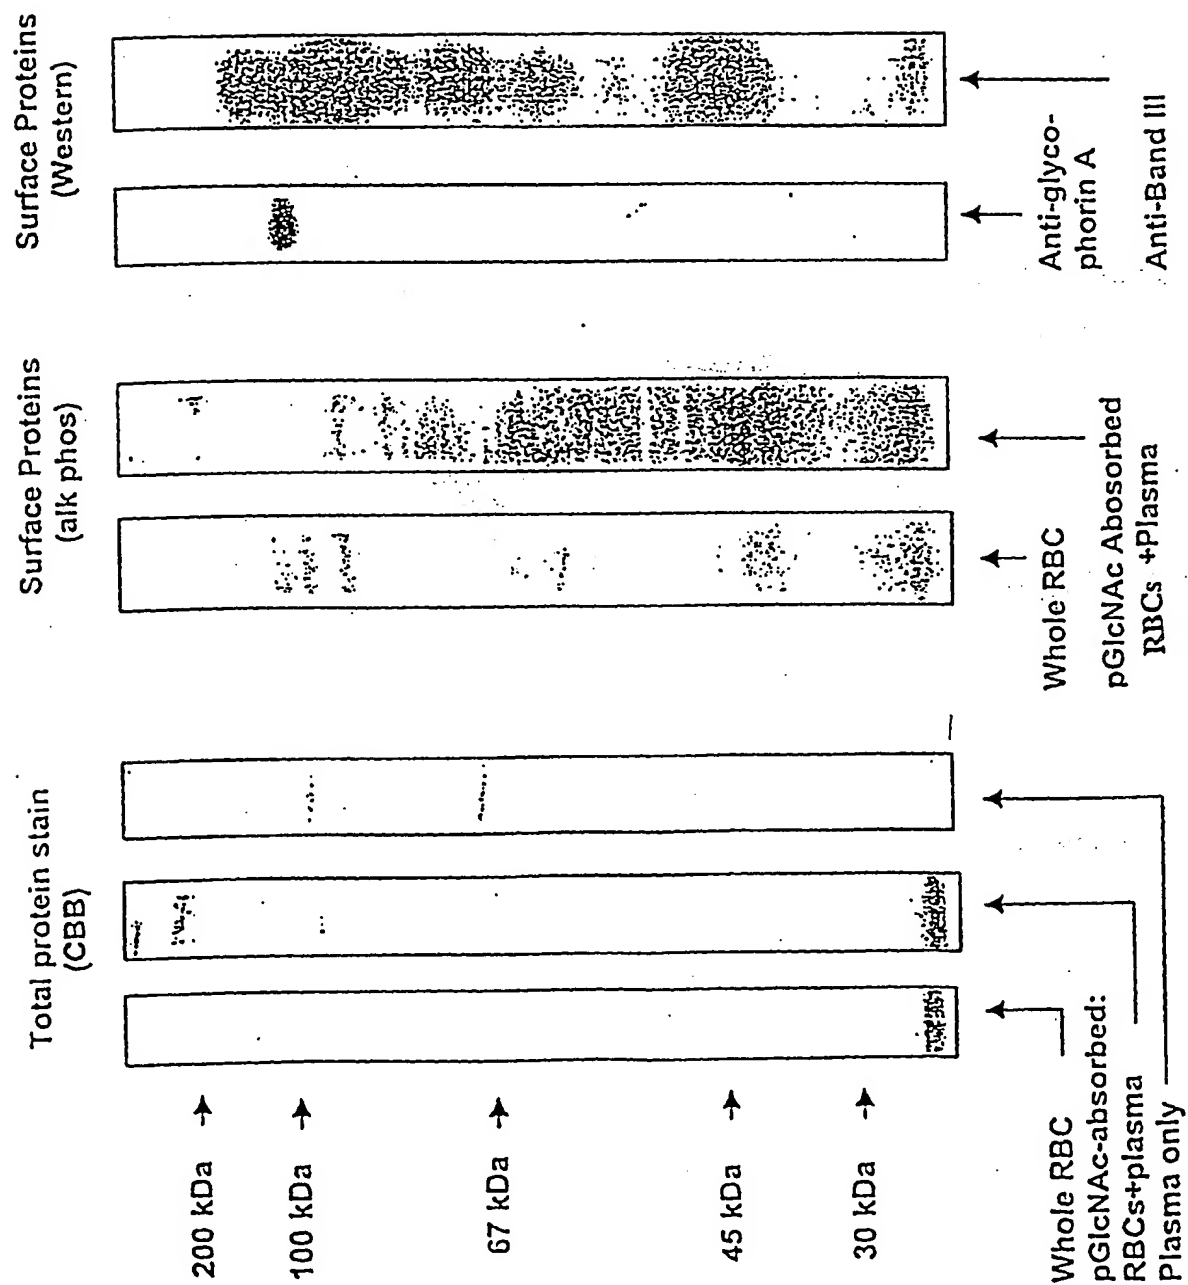 Total protein stain
(CBB)
Surface Proteins
(alk phos)
Surface Proteins
(Western)
200 kDa
100 kDa
67 kDa
45 kDa
30 kDa
Whole RBC
pGlcNAc-absorbed:
RBCs+plasma
Plasma only
Whole RBC
pGlcNAc Abosorbed
RBCs +Plasma
Anti-glyco-
phorin A
Anti-Band III